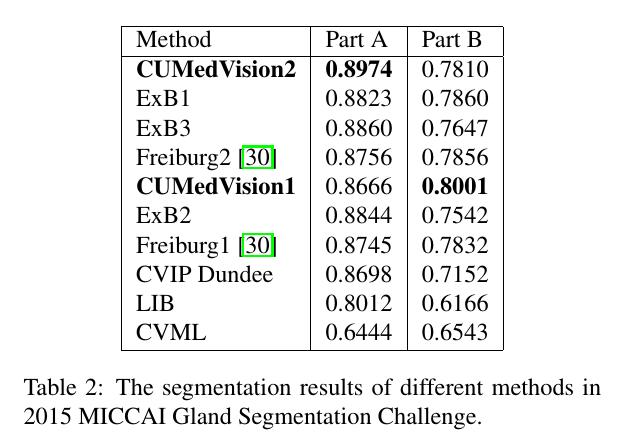 Method Part A Part B
CUMedVision2 0.8974 0.7810
ExB1 0.8823 0.7860
ExB3 0.8860 0.7647
Freiburg2 [30] 0.8756 0.7856
CUMedVision1 0.8666 0.8001
ExB2 0.8844 0.7542
Freiburg1 [30] 0.8745 0.7832
CVIP Dundee 0.8698 0.7152
LIB 0.8012 0.6166
CVML 0.6444 0.6543
Table 2: The segmentation results of different methods in
2015 MICCAI Gland Segmentation Challenge.